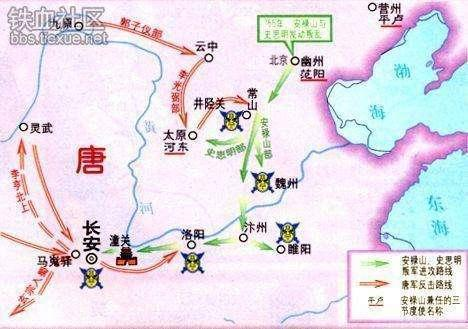 铁血社区
bbs.tiexue.net
九原
郭子仪部
云中
755年 安禄山与
史思明发动叛乱
营州
平卢
北京
幽州
范阳
渤
海
李光弼部
井陉关
常山
太原
河东
史思明部
安禄山部
灵武
唐
黄
河
李亨北上
魏州
东
海
长安
潼关
洛阳
汴州
睢阳
马嵬驿
玄宗入蜀
安禄山、史思明
叛军进攻路线
唐军反击路线
平卢
安禄山兼任的三
节度使名称